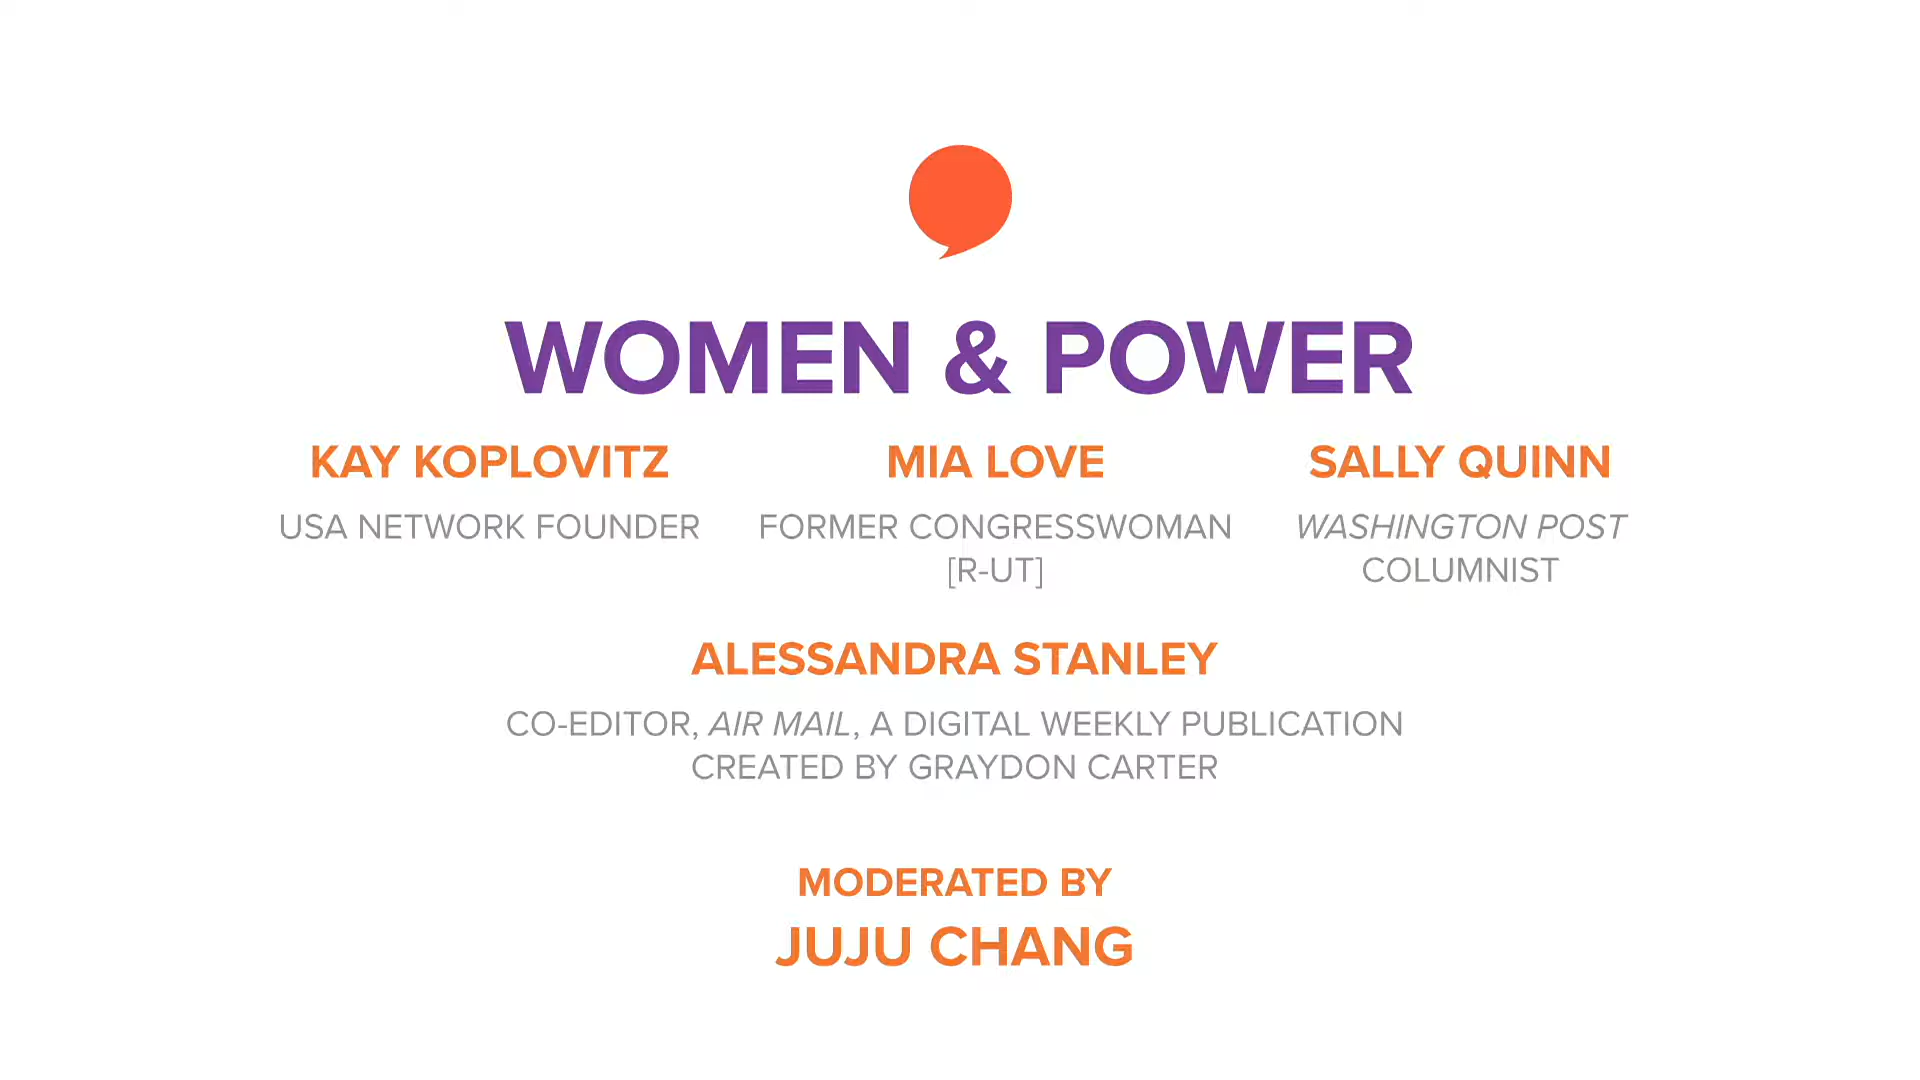 WOMEN & POWER
KAY KOPLOVITZ
USA NETWORK FOUNDER
MIA LOVE
FORMER CONGRESSWOMAN
[R-UT]
SALLY QUINN
WASHINGTON POST
COLUMNIST
ALESSANDRA STANLEY
CO-EDITOR, AIR MAIL, A DIGITAL WEEKLY PUBLICATION
CREATED BY GRAYDON CARTER
MODERATED BY
JUJU CHANG